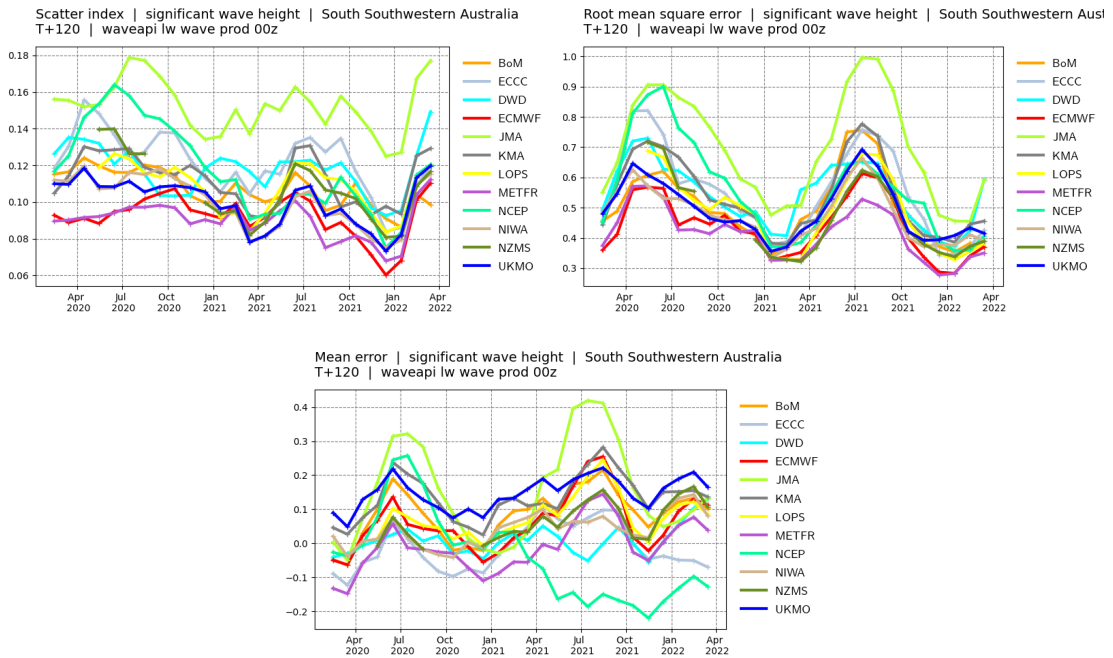 Scatter index | significant wave height | South Southwestern Australia
T+120 | waveapi lw wave prod 00z
0.18
0.16
0.14
0.12
0.10
0.08
0.06
Apr 2020
Jul 2020
Oct 2020
Jan 2021
Apr 2021
Jul 2021
Oct 2021
Jan 2022
Apr 2022
BoM
ECCC
DWD
ECMWF
JMA
KMA
LOPS
METFR
NCEP
NIWA
NZMS
UKMO
Root mean square error | significant wave height | South Southwestern Aust
T+120 | waveapi lw wave prod 00z
1.0
0.9
0.8
0.7
0.6
0.5
0.4
0.3
Apr 2020
Jul 2020
Oct 2020
Jan 2021
Apr 2021
Jul 2021
Oct 2021
Jan 2022
Apr 2022
BoM
ECCC
DWD
ECMWF
JMA
KMA
LOPS
METFR
NCEP
NIWA
NZMS
UKMO
Mean error | significant wave height | South Southwestern Australia
T+120 | waveapi lw wave prod 00z
0.4
0.3
0.2
0.1
0.0
−0.1
−0.2
Apr 2020
Jul 2020
Oct 2020
Jan 2021
Apr 2021
Jul 2021
Oct 2021
Jan 2022
Apr 2022
BoM
ECCC
DWD
ECMWF
JMA
KMA
LOPS
METFR
NCEP
NIWA
NZMS
UKMO